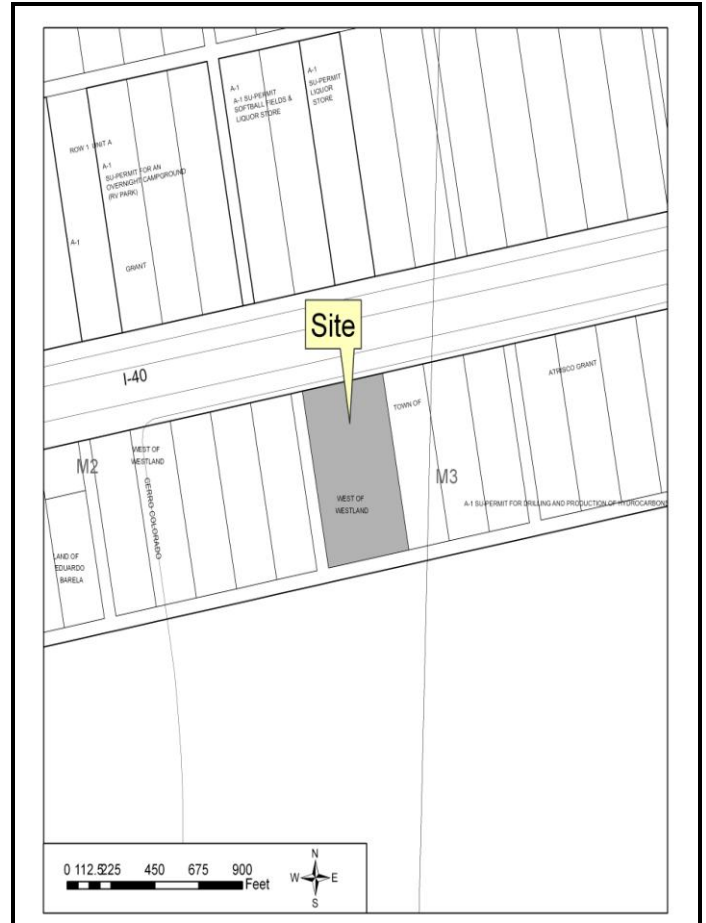 A-1
A-1 SU-PERMIT
SOFTBALL FIELDS &
LIQUOR STORE
A-1
SU-PERMIT
LIQUOR
STORE
ROW 1 UNIT A
A-1
SU-PERMIT FOR AN
OVERNIGHT CAMPGROUND
(RV PARK)
A-1
GRANT
Site
I-40
ATRISCO GRANT
TOWN OF
WEST OF
WESTLAND
M2
M3
CERRO COLORADO
WEST OF
WESTLAND
A-1 SU-PERMIT FOR DRILLING AND PRODUCTION OF HYDROCARBONS
LAND OF
EDUARDO
BARELA
0 112.5225 450 675 900
Feet
N
W E
S